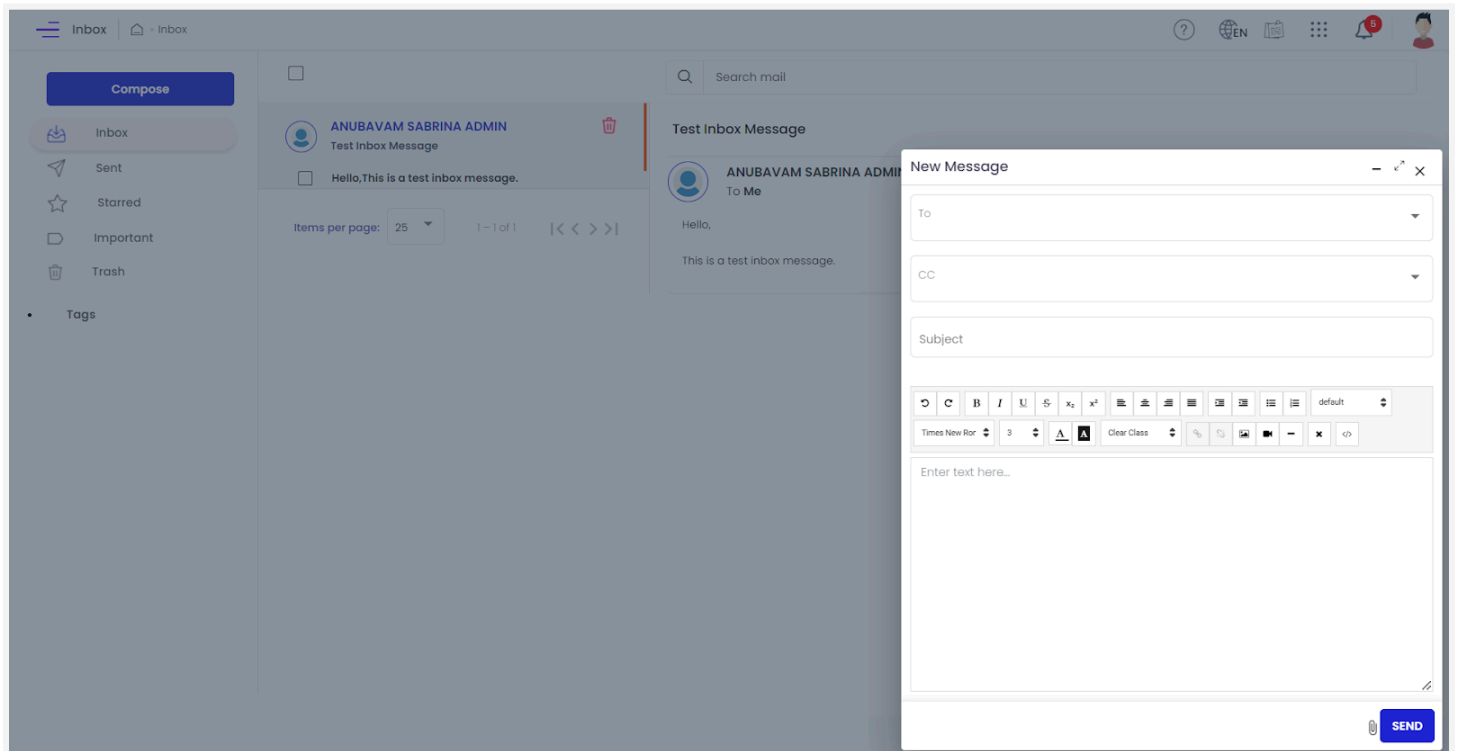 Inbox
- Inbox
EN
5
Compose
Inbox
Sent
Starred
Important
Trash
Tags
ANUBAVAM SABRINA ADMIN
Test Inbox Message
Hello,This is a test inbox message.
Items per page: 25 1 – 1 of 1
Search mail
Test Inbox Message
ANUBAVAM SABRINA ADMIN
To Me
Hello,
This is a test inbox message.
New Message
To
CC
Subject
B I U S x₂ x² default
Times New Ror 3 A A Clear Class
Enter text here...
SEND